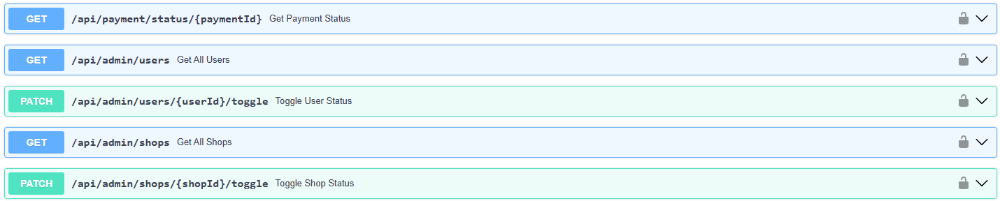 GET /api/payment/status/{paymentId} Get Payment Status
GET /api/admin/users Get All Users
PATCH /api/admin/users/{userId}/toggle Toggle User Status
GET /api/admin/shops Get All Shops
PATCH /api/admin/shops/{shopId}/toggle Toggle Shop Status